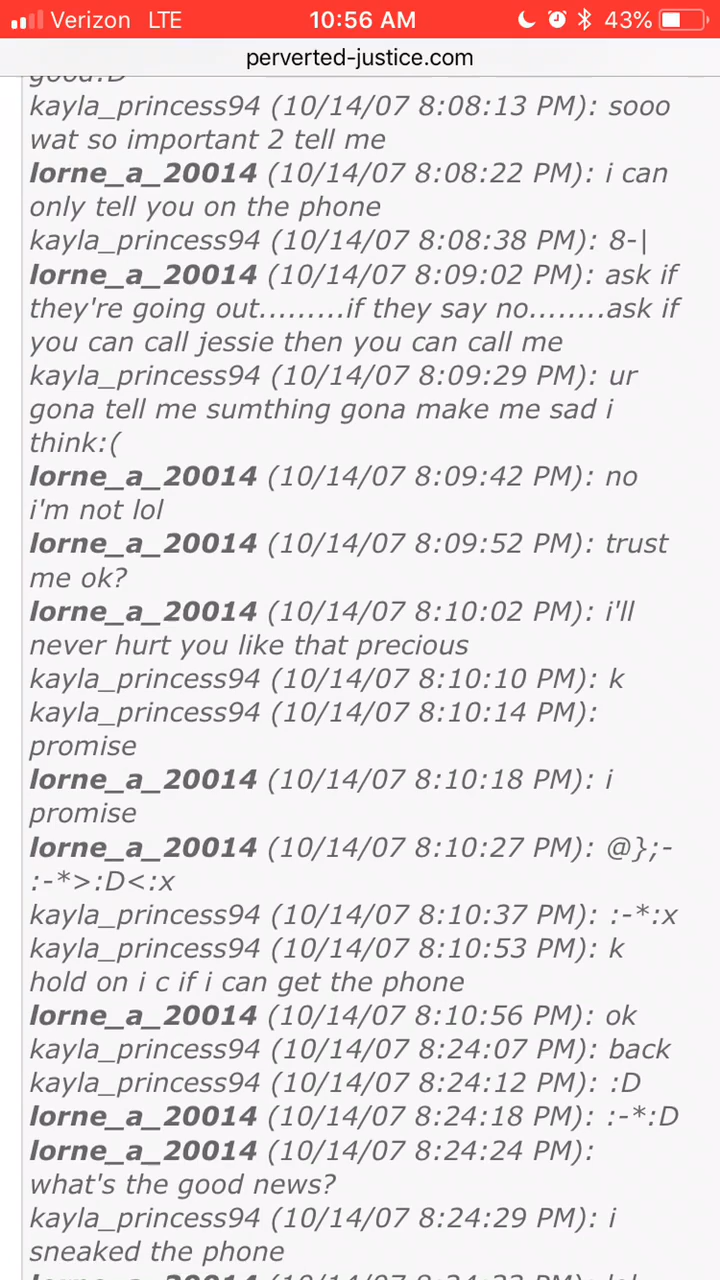 Verizon LTE 10:56 AM 43%
perverted-justice.com
good:D
kayla_princess94 (10/14/07 8:08:13 PM): sooo
wat so important 2 tell me
lorne_a_20014 (10/14/07 8:08:22 PM): i can
only tell you on the phone
kayla_princess94 (10/14/07 8:08:38 PM): 8-|
lorne_a_20014 (10/14/07 8:09:02 PM): ask if
they're going out.........if they say no........ask if
you can call jessie then you can call me
kayla_princess94 (10/14/07 8:09:29 PM): ur
gona tell me sumthing gona make me sad i
think:(
lorne_a_20014 (10/14/07 8:09:42 PM): no
i'm not lol
lorne_a_20014 (10/14/07 8:09:52 PM): trust
me ok?
lorne_a_20014 (10/14/07 8:10:02 PM): i'll
never hurt you like that precious
kayla_princess94 (10/14/07 8:10:10 PM): k
kayla_princess94 (10/14/07 8:10:14 PM):
promise
lorne_a_20014 (10/14/07 8:10:18 PM): i
promise
lorne_a_20014 (10/14/07 8:10:27 PM): @};-
:-*>:D<:x
kayla_princess94 (10/14/07 8:10:37 PM): :-*:x
kayla_princess94 (10/14/07 8:10:53 PM): k
hold on i c if i can get the phone
lorne_a_20014 (10/14/07 8:10:56 PM): ok
kayla_princess94 (10/14/07 8:24:07 PM): back
kayla_princess94 (10/14/07 8:24:12 PM): :D
lorne_a_20014 (10/14/07 8:24:18 PM): :-*:D
lorne_a_20014 (10/14/07 8:24:24 PM):
what's the good news?
kayla_princess94 (10/14/07 8:24:29 PM): i
sneaked the phone